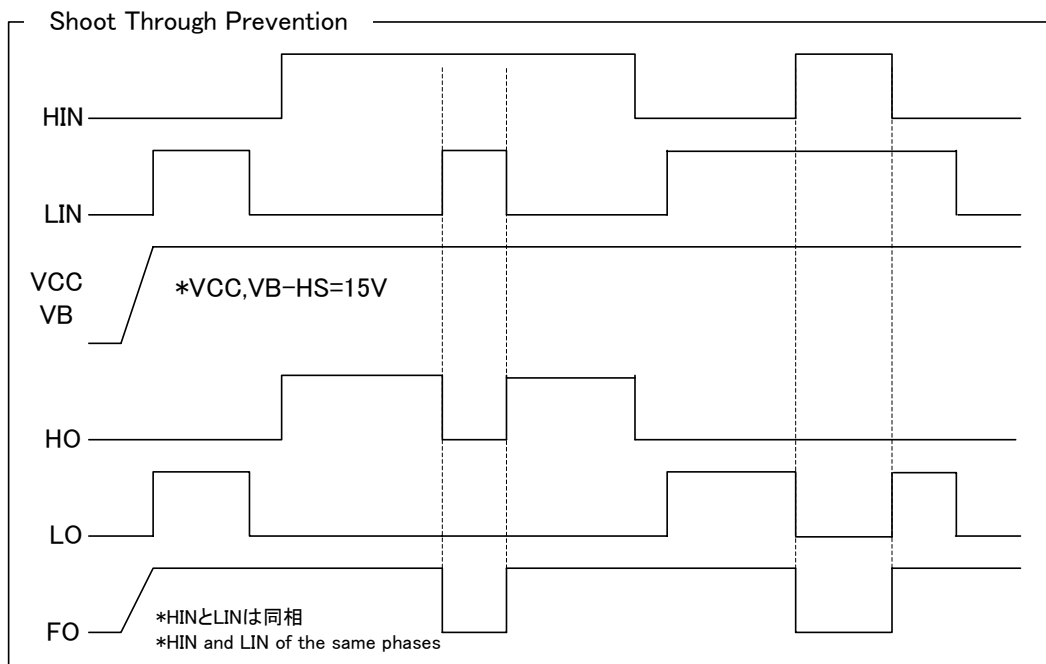 Shoot Through Prevention
HIN
LIN
VCC
VB
*VCC,VB-HS=15V
HO
LO
FO
*HINとLINは同相
*HIN and LIN of the same phases